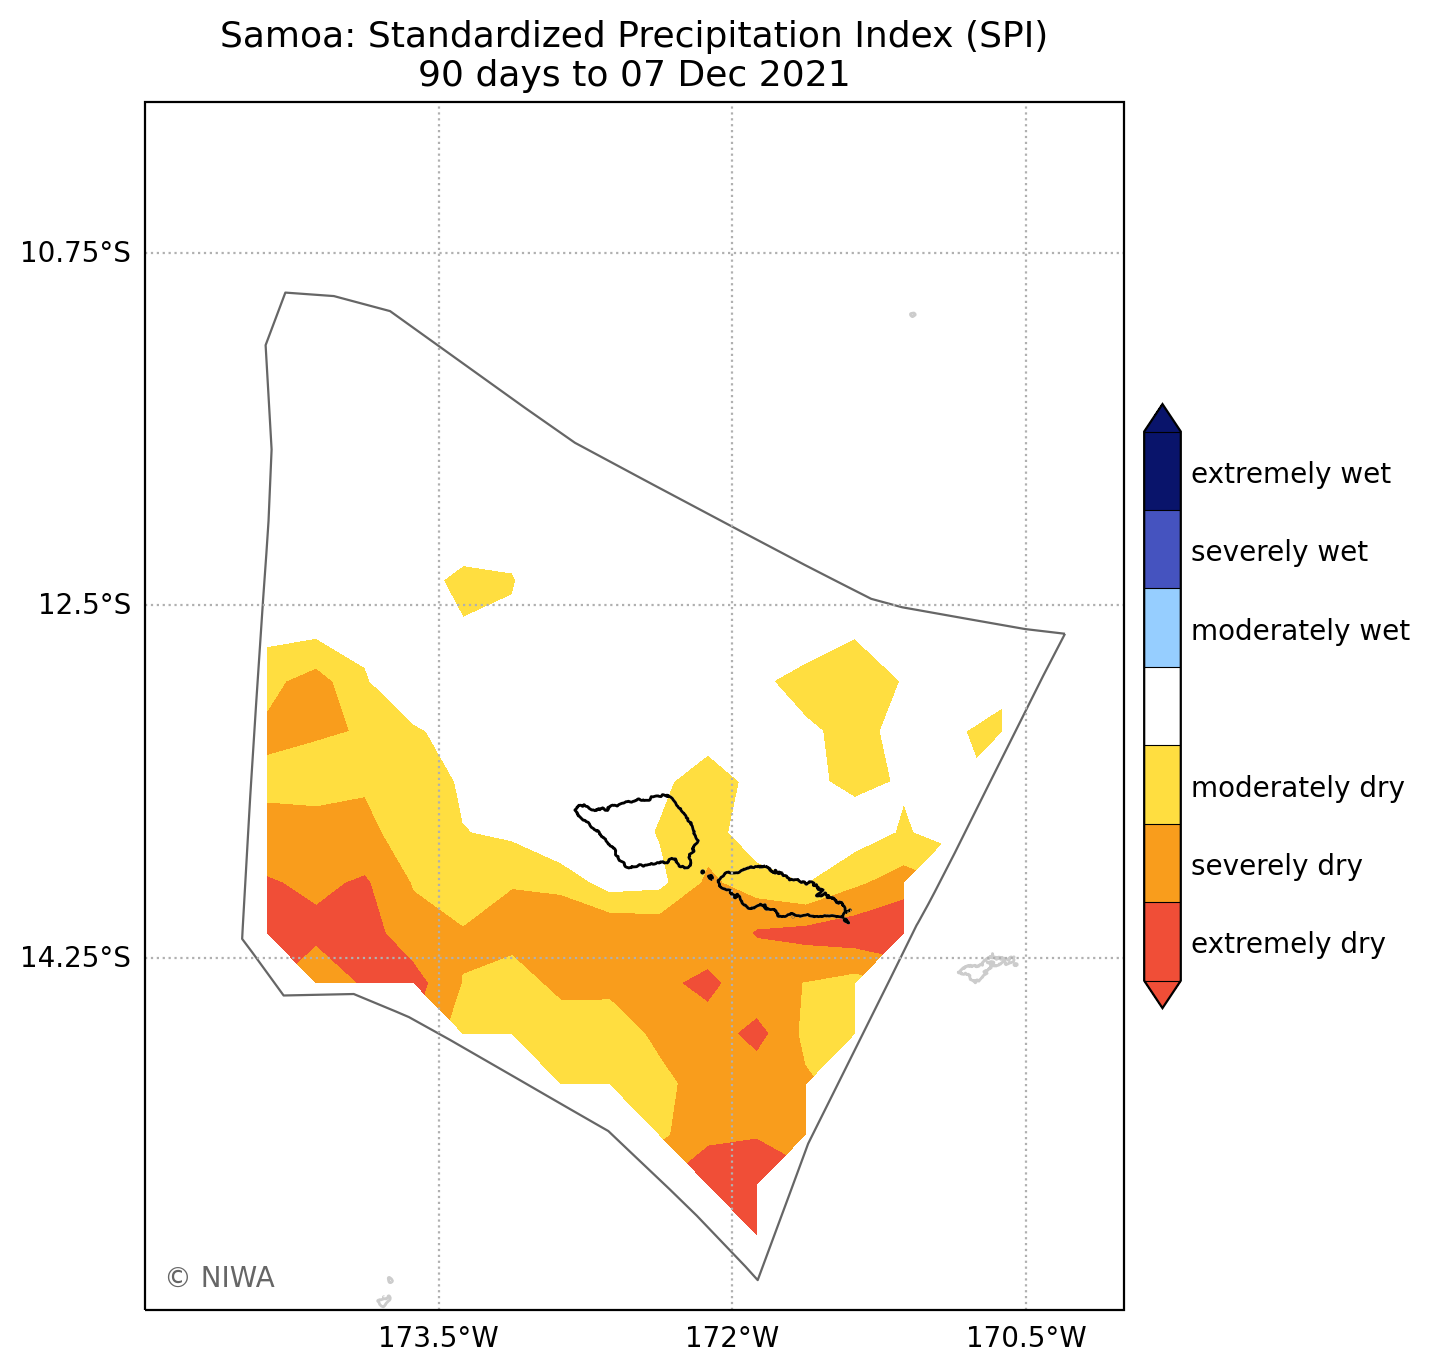 Samoa: Standardized Precipitation Index (SPI)
90 days to 07 Dec 2021
10.75°S
12.5°S
14.25°S
173.5°W
172°W
170.5°W
extremely wet
severely wet
moderately wet
moderately dry
severely dry
extremely dry
© NIWA